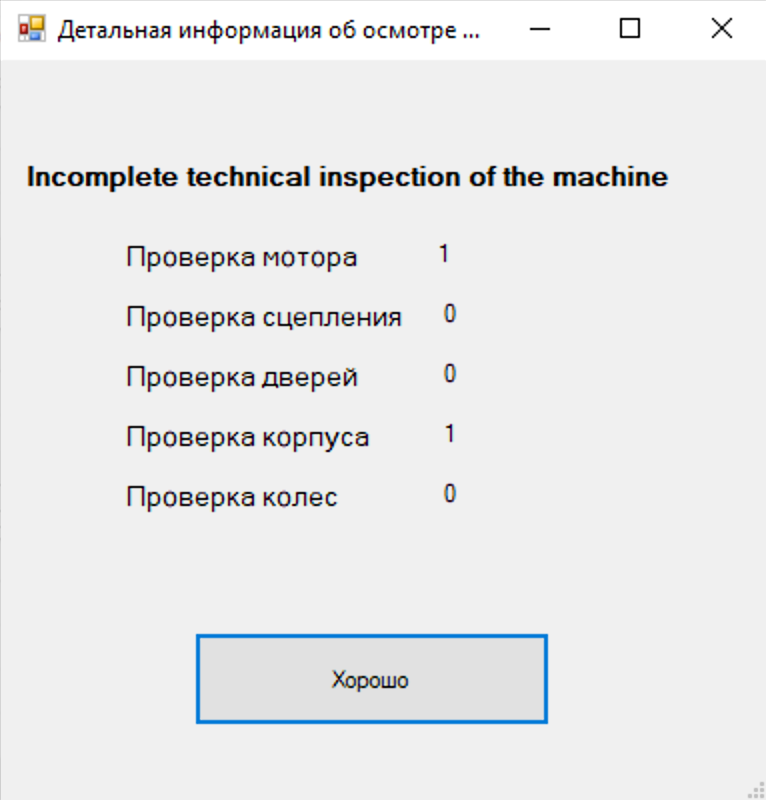 Детальная информация об осмотре ...
Incomplete technical inspection of the machine
Проверка мотора 1
Проверка сцепления 0
Проверка дверей 0
Проверка корпуса 1
Проверка колес 0
Хорошо